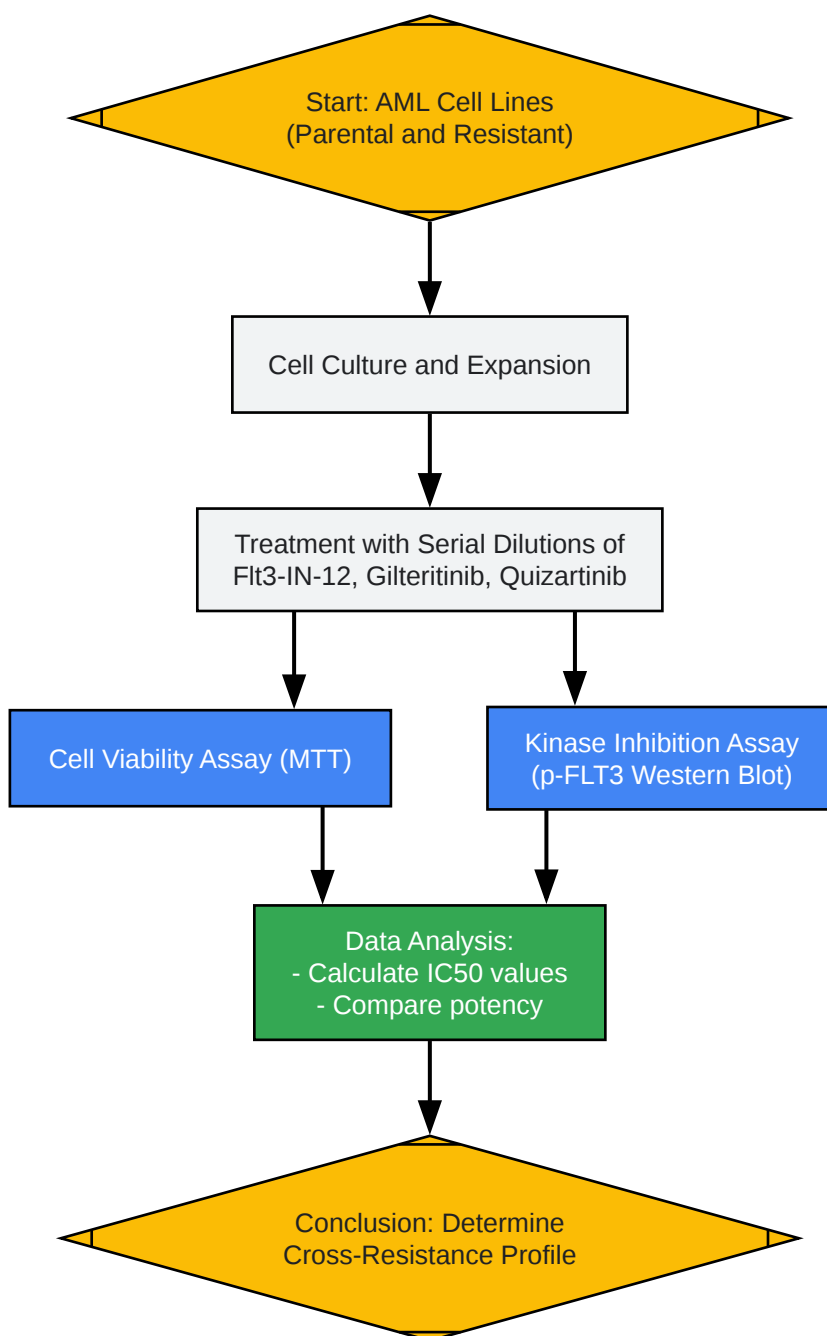 Start: AML Cell Lines
(Parental and Resistant)
Cell Culture and Expansion
Treatment with Serial Dilutions of
Flt3-IN-12, Gilteritinib, Quizartinib
Cell Viability Assay (MTT)
Kinase Inhibition Assay
(p-FLT3 Western Blot)
Data Analysis:
- Calculate IC50 values
- Compare potency
Conclusion: Determine
Cross-Resistance Profile